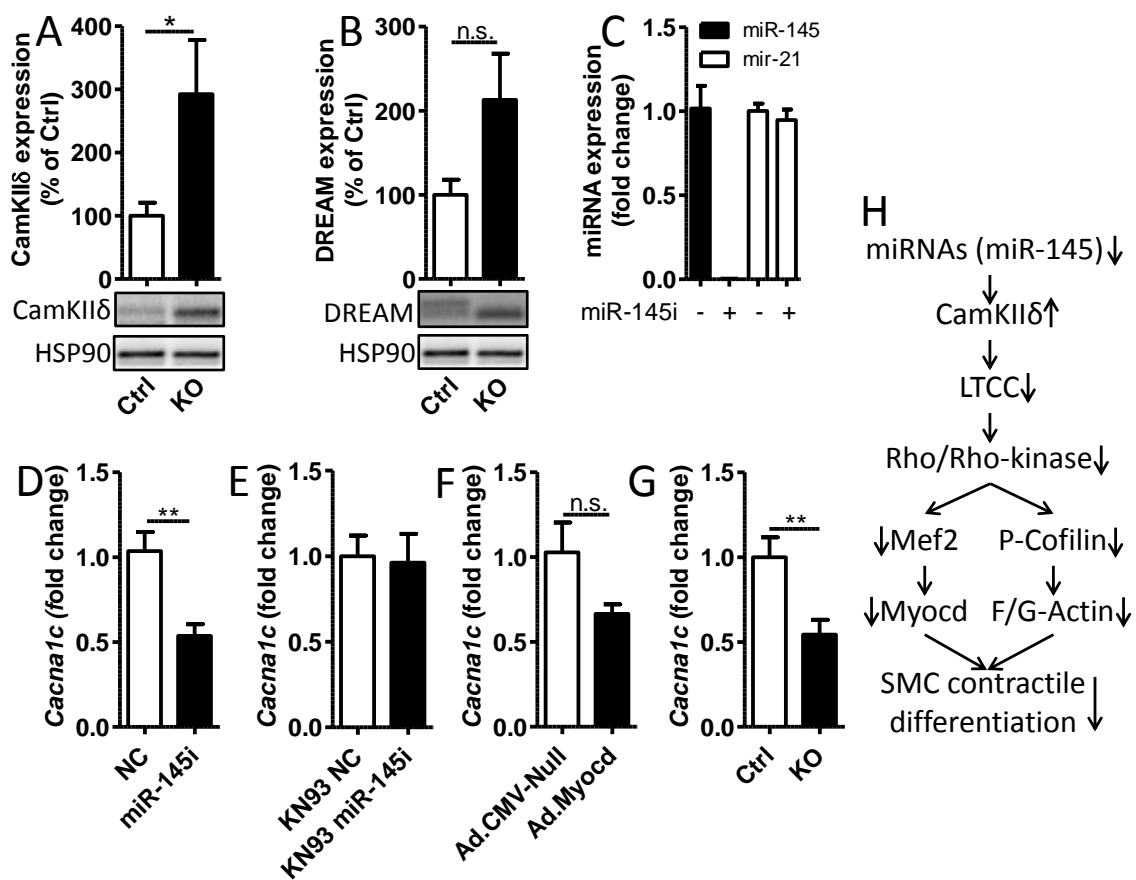 A
CamKIIδ expression
(% of Ctrl)
400
300
200
100
0
*
CamKIIδ
HSP90
Ctrl
KO
B
DREAM expression
(% of Ctrl)
300
200
100
0
n.s.
DREAM
HSP90
Ctrl
KO
C
miR-145
mir-21
miRNA expression
(fold change)
1.5
1.0
0.5
0.0
miR-145i - + - +
D
Cacna1c (fold change)
1.5
1.0
0.5
0.0
**
NC
miR-145i
E
Cacna1c (fold change)
1.5
1.0
0.5
0.0
KN93 NC
KN93 miR-145i
F
Cacna1c (fold change)
1.5
1.0
0.5
0.0
n.s.
Ad.CMV-Null
Ad.Myocd
G
Cacna1c (fold change)
1.5
1.0
0.5
0.0
**
Ctrl
KO
H
miRNAs (miR-145)↓
CamKIIδ↑
LTCC↓
Rho/Rho-kinase↓
↓Mef2 P-Cofilin↓
↓Myocd F/G-Actin↓
SMC contractile
differentiation ↓